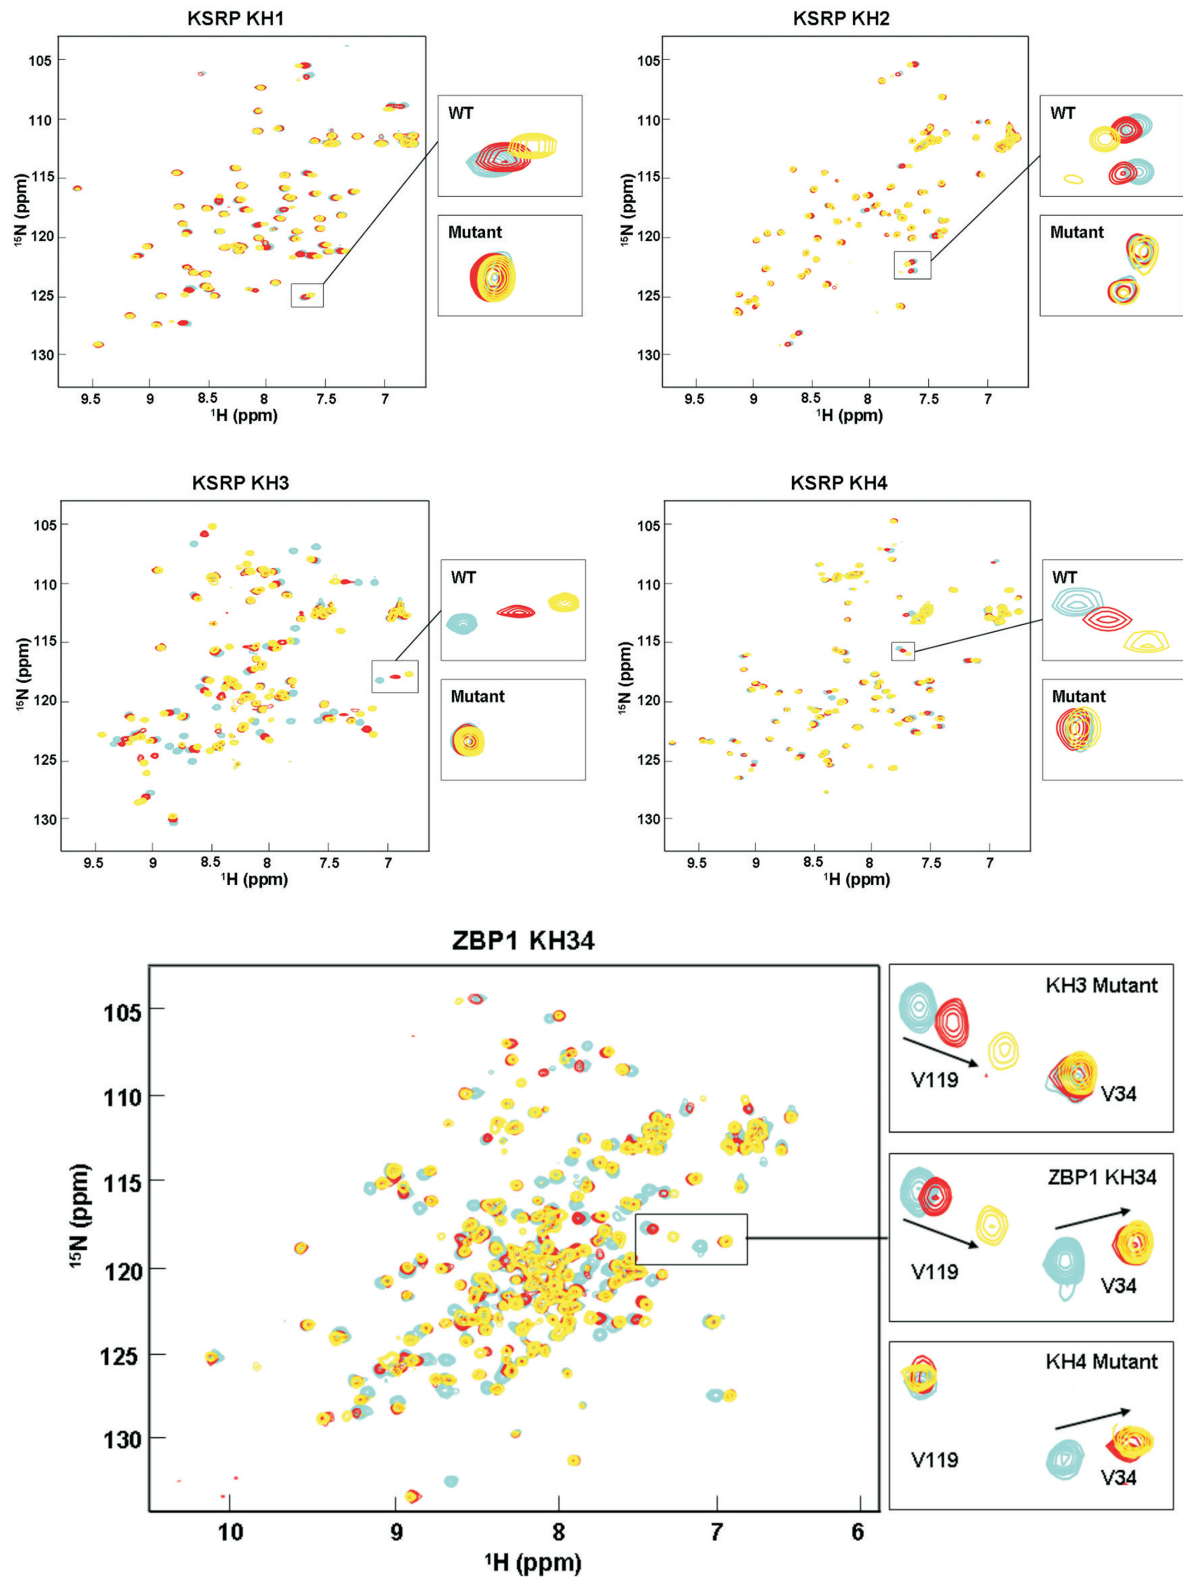 KSRP KH1
105
110
115
120
125
130
¹⁵N (ppm)
9.5 9 8.5 8 7.5 7
¹H (ppm)
WT
Mutant
KSRP KH2
105
110
115
120
125
130
¹⁵N (ppm)
9.5 9 8.5 8 7.5 7
¹H (ppm)
WT
Mutant
KSRP KH3
105
110
115
120
125
130
¹⁵N (ppm)
9.5 9 8.5 8 7.5 7
¹H (ppm)
WT
Mutant
KSRP KH4
105
110
115
120
125
130
¹⁵N (ppm)
9.5 9 8.5 8 7.5 7
¹H (ppm)
WT
Mutant
ZBP1 KH34
105
110
115
120
125
130
¹⁵N (ppm)
10 9 8 7 6
¹H (ppm)
KH3 Mutant
V119 V34
ZBP1 KH34
V119 V34
KH4 Mutant
V119 V34